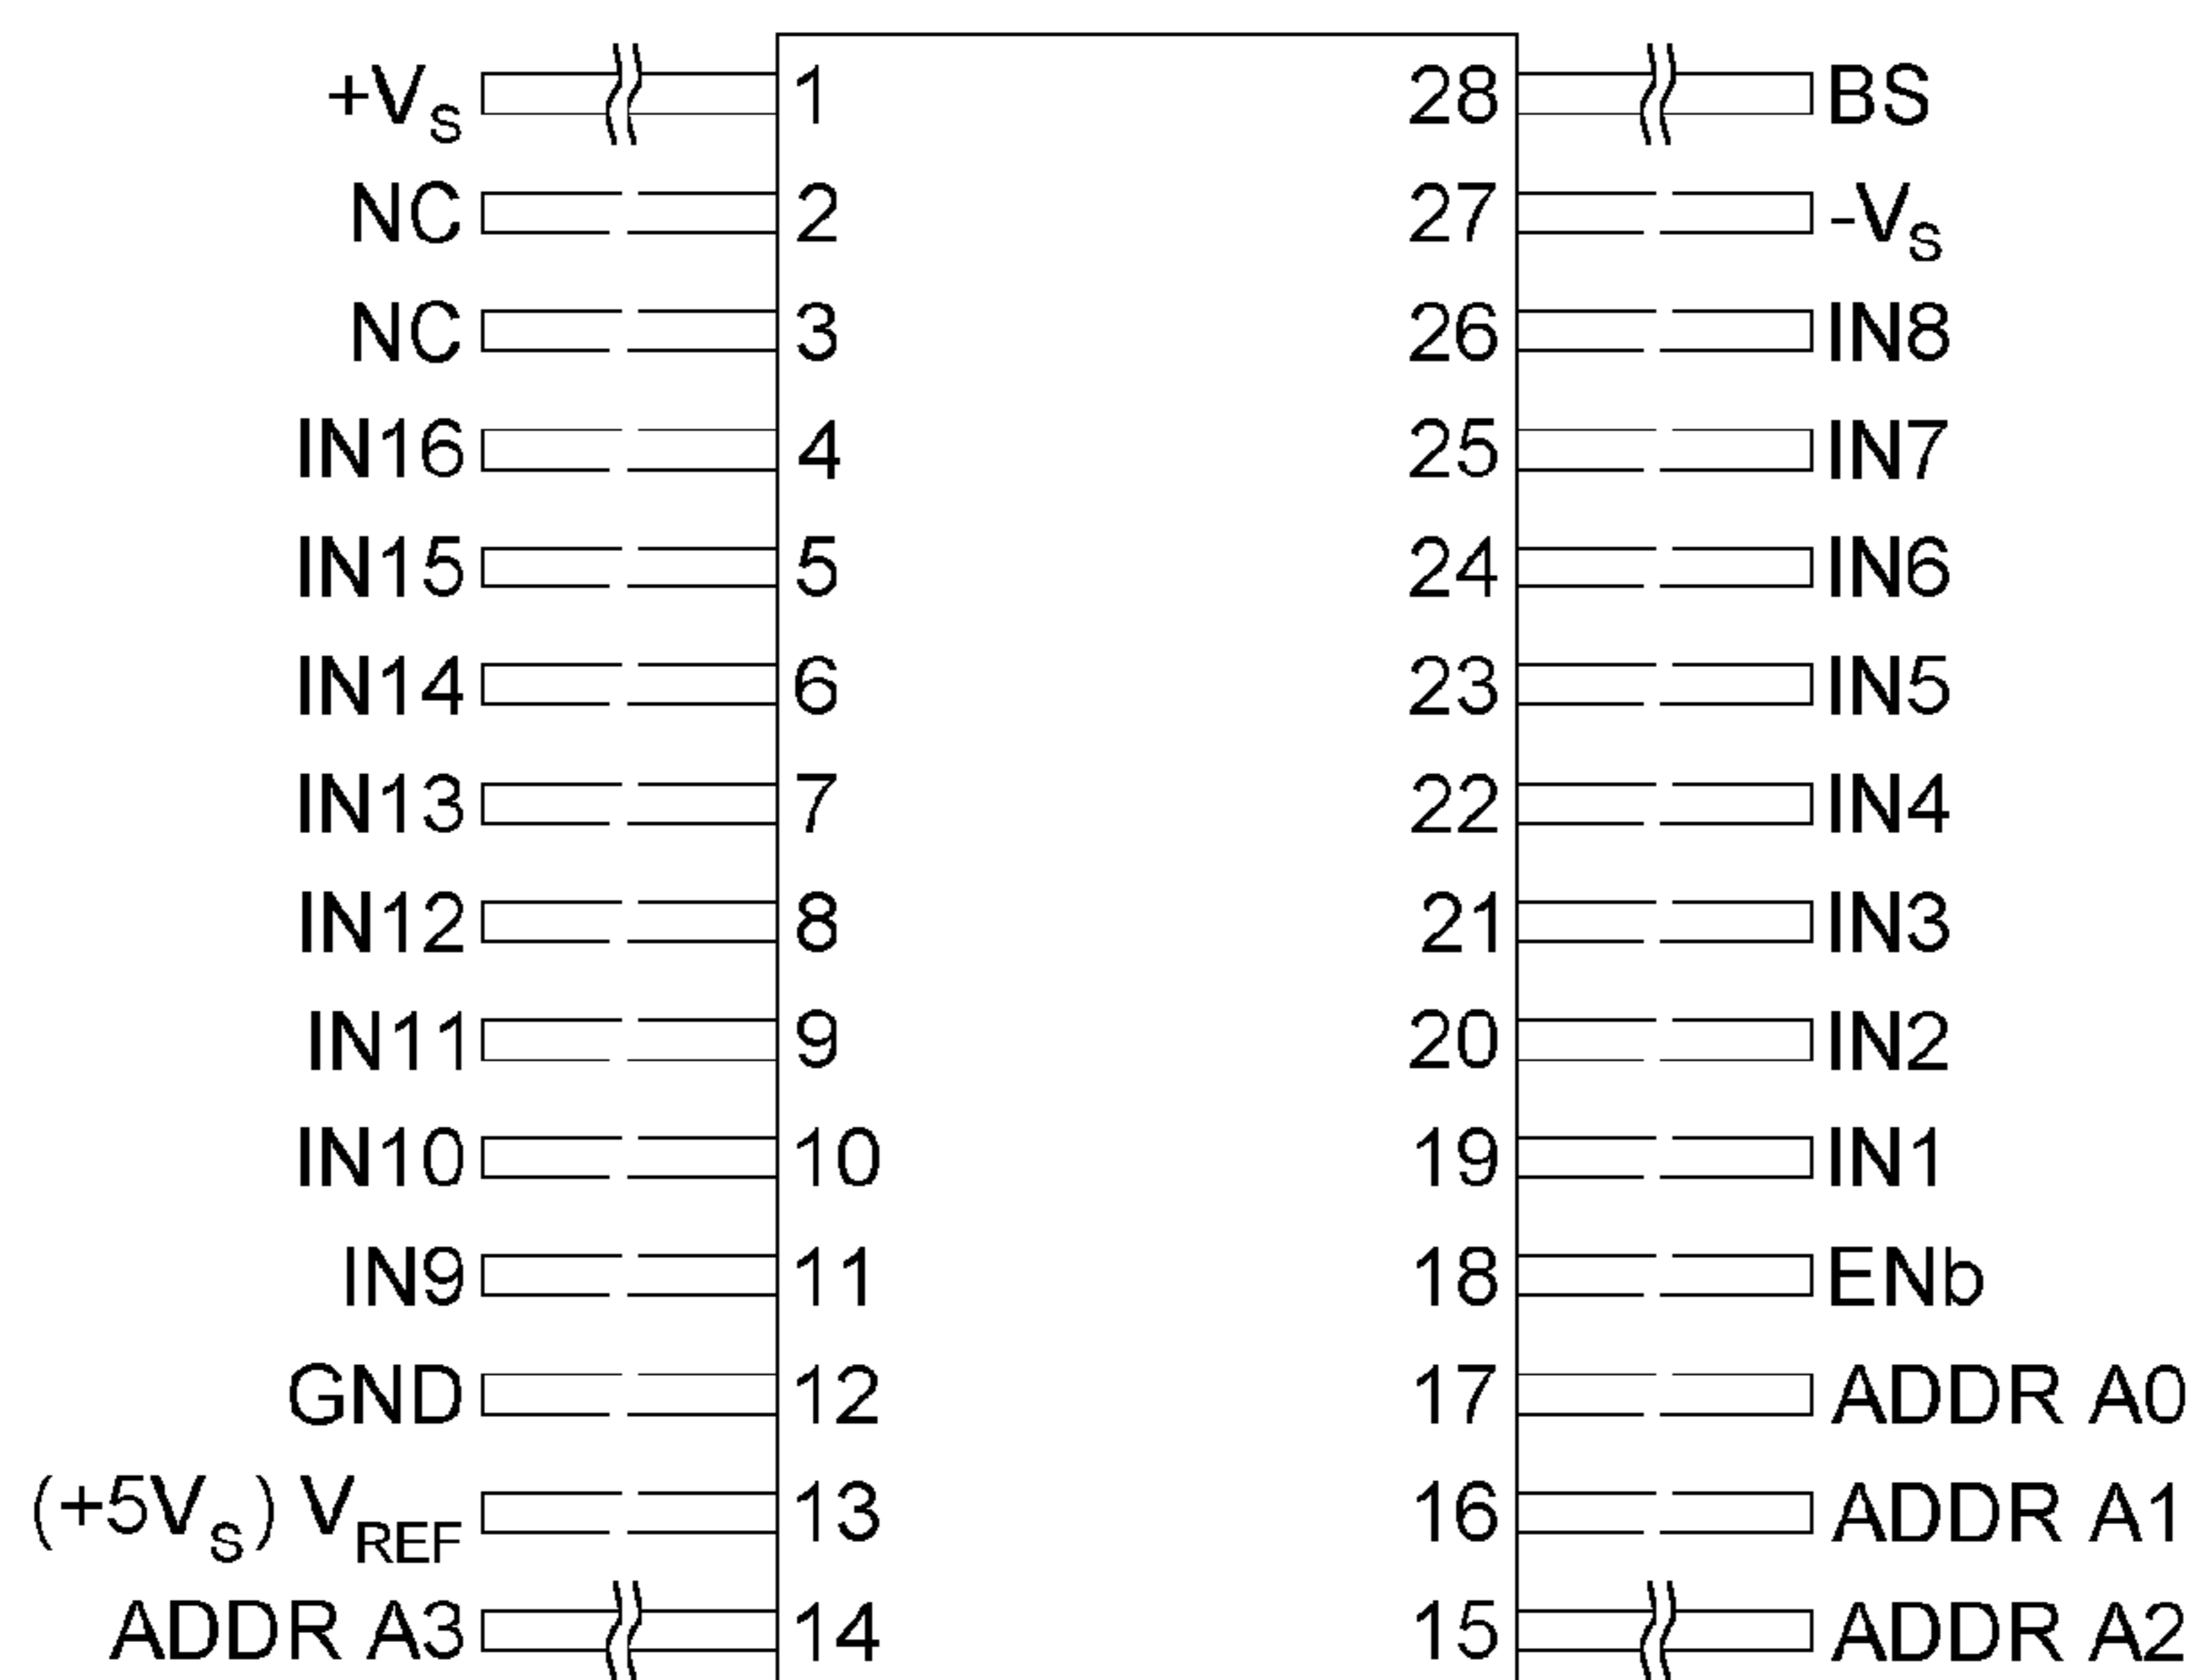 +VS 1 28 BS
NC 2 27 -VS
NC 3 26 IN8
IN16 4 25 IN7
IN15 5 24 IN6
IN14 6 23 IN5
IN13 7 22 IN4
IN12 8 21 IN3
IN11 9 20 IN2
IN10 10 19 IN1
IN9 11 18 ENb
GND 12 17 ADDR A0
(+5VS) VREF 13 16 ADDR A1
ADDR A3 14 15 ADDR A2